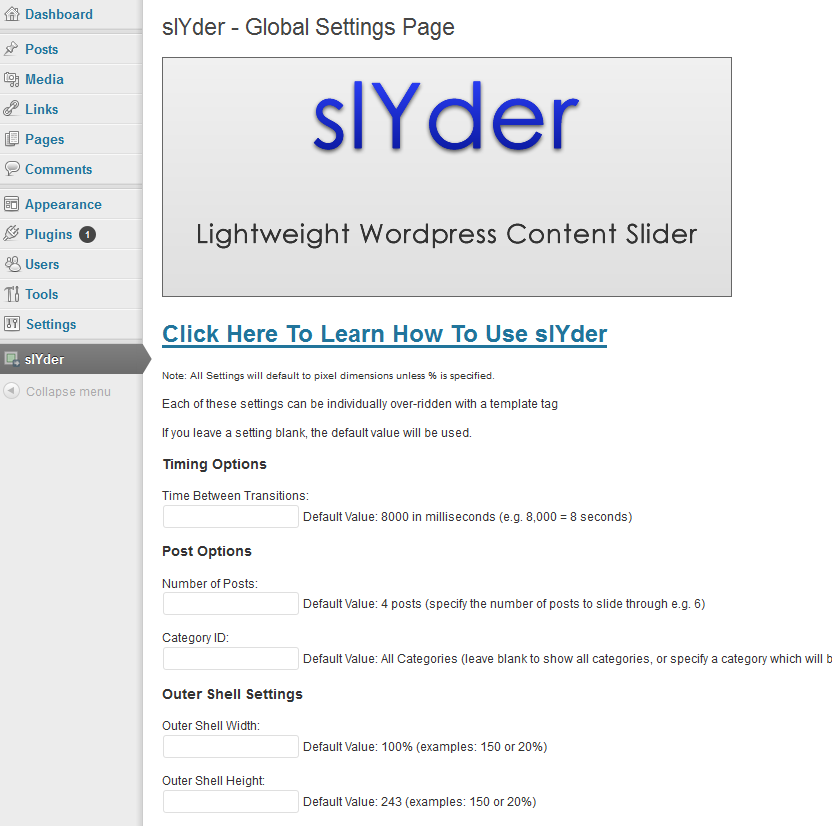 Dashboard
Posts
Media
Links
Pages
Comments
Appearance
Plugins 1
Users
Tools
Settings
slYder
Collapse menu
slYder - Global Settings Page
slYder
Lightweight Wordpress Content Slider
Click Here To Learn How To Use slYder
Note: All Settings will default to pixel dimensions unless % is specified.
Each of these settings can be individually over-ridden with a template tag
If you leave a setting blank, the default value will be used.
Timing Options
Time Between Transitions:
Default Value: 8000 in milliseconds (e.g. 8,000 = 8 seconds)
Post Options
Number of Posts:
Default Value: 4 posts (specify the number of posts to slide through e.g. 6)
Category ID:
Default Value: All Categories (leave blank to show all categories, or specify a category which will
Outer Shell Settings
Outer Shell Width:
Default Value: 100% (examples: 150 or 20%)
Outer Shell Height:
Default Value: 243 (examples: 150 or 20%)